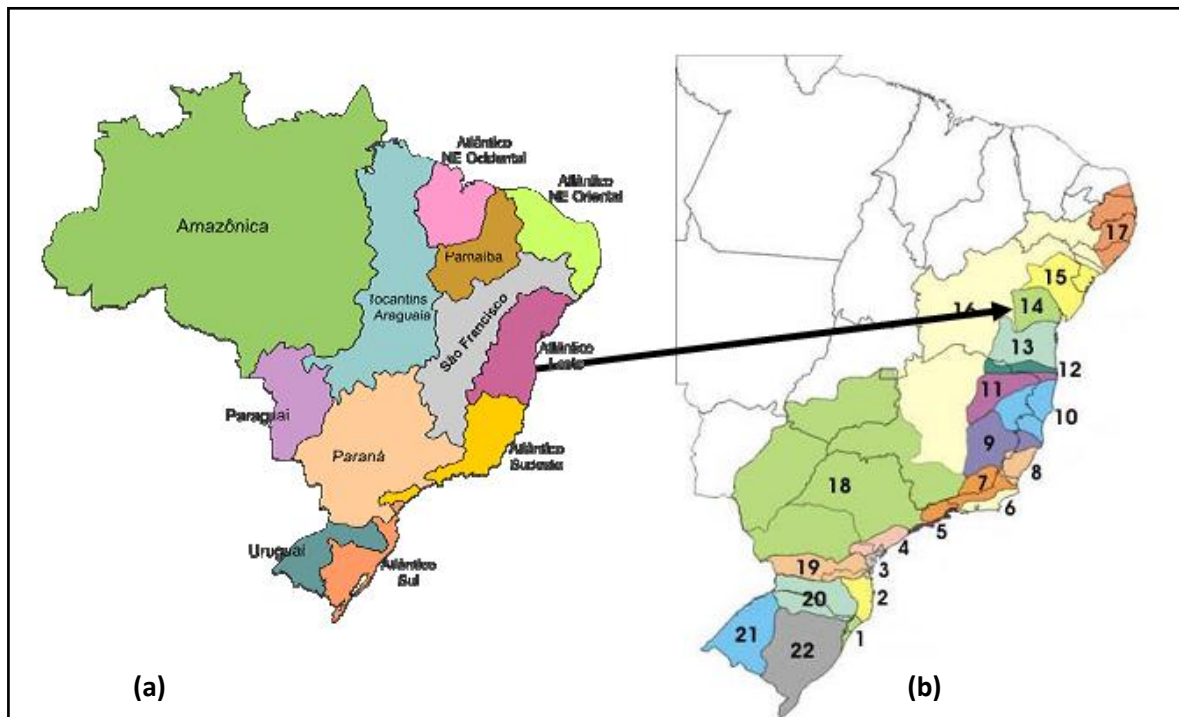 Atlântico
NE Ocidental
Atlântico
NE Oriental
Amazônica
Parnaíba
Tocantins
Araguaia
São Francisco
Atlântico
Leste
Paraguai
Paraná
Atlântico
Sudeste
Uruguai
Atlântico
Sul
(a)
17
15
16
14
13
12
11
10
9
8
7
18
6
5
4
19
3
20
2
21
22
1
(b)